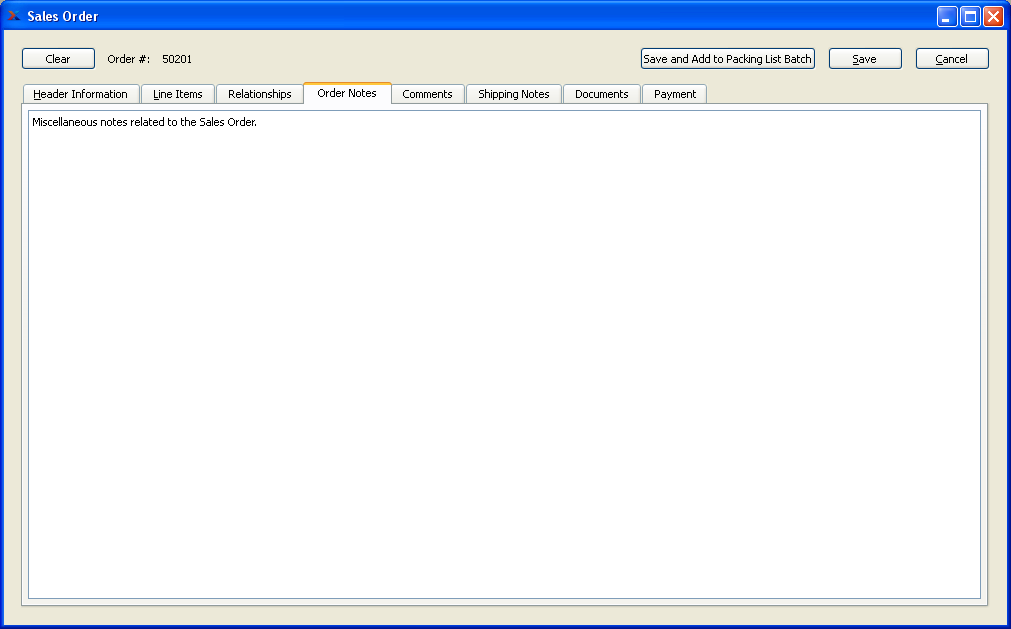 Sales Order
Clear Order #: 50201 Save and Add to Packing List Batch Save Cancel
Header Information Line Items Relationships Order Notes Comments Shipping Notes Documents Payment
Miscellaneous notes related to the Sales Order.